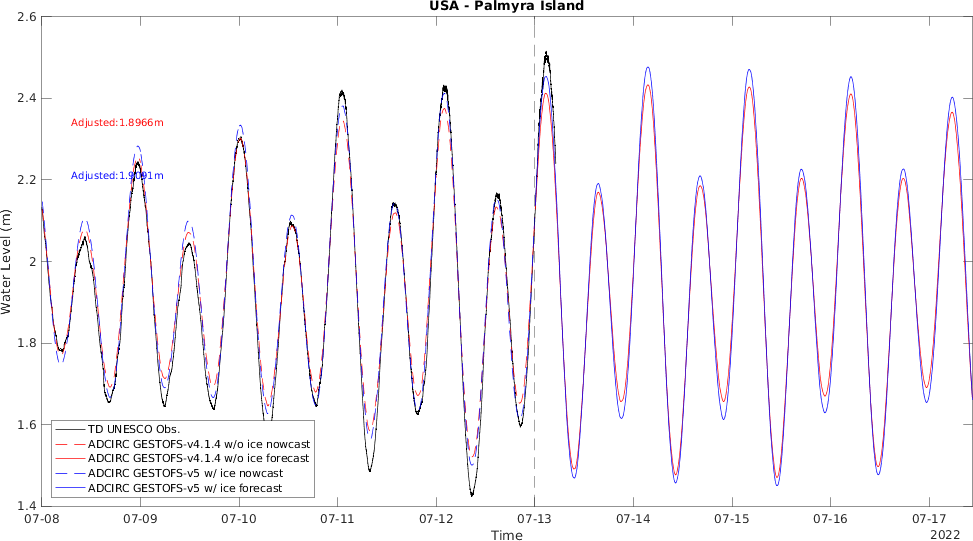 USA - Palmyra Island
2.6
2.4
2.2
2
1.8
1.6
1.4
Water Level (m)
Adjusted:1.8966m
Adjusted:1.9091m
TD UNESCO Obs.
ADCIRC GESTOFS-v4.1.4 w/o ice nowcast
ADCIRC GESTOFS-v4.1.4 w/o ice forecast
ADCIRC GESTOFS-v5 w/ ice nowcast
ADCIRC GESTOFS-v5 w/ ice forecast
07-08 07-09 07-10 07-11 07-12 07-13 07-14 07-15 07-16 07-17
Time
2022